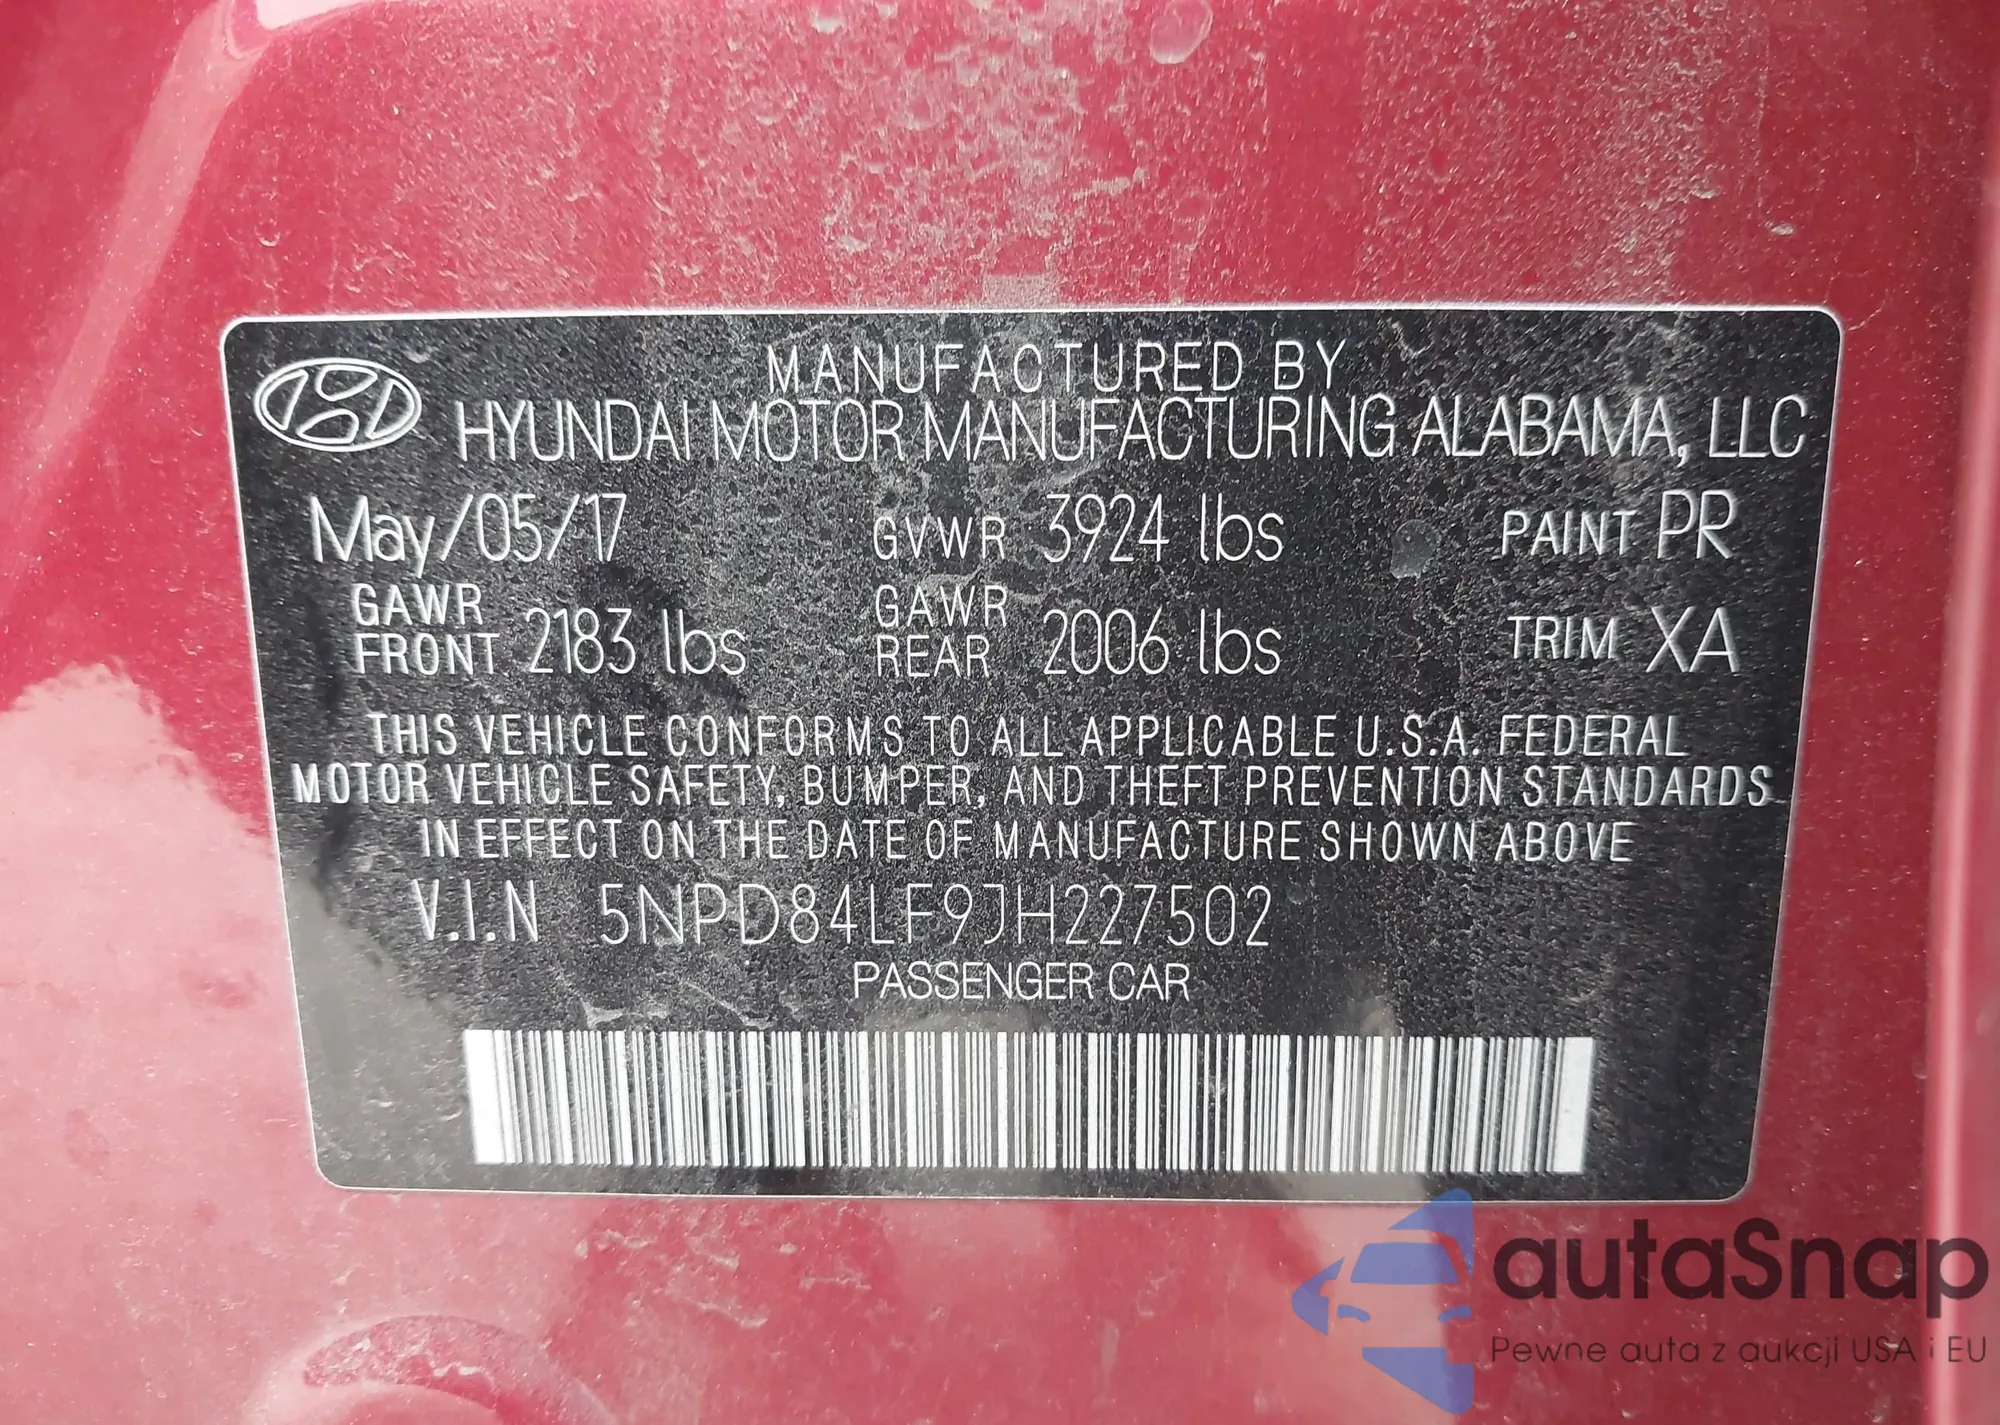 MANUFACTURED BY
HYUNDAI MOTOR MANUFACTURING ALABAMA, LLC
May/05/17 GVWR 3924 lbs PAINT PR
GAWR FRONT 2183 lbs GAWR REAR 2006 lbs TRIM XA
THIS VEHICLE CONFORMS TO ALL APPLICABLE U.S.A. FEDERAL
MOTOR VEHICLE SAFETY, BUMPER, AND THEFT PREVENTION STANDARDS
IN EFFECT ON THE DATE OF MANUFACTURE SHOWN ABOVE
V.I.N 5NPD84LF9JH227502
PASSENGER CAR
autaSnap
Pewne auta z aukcji USA i EU